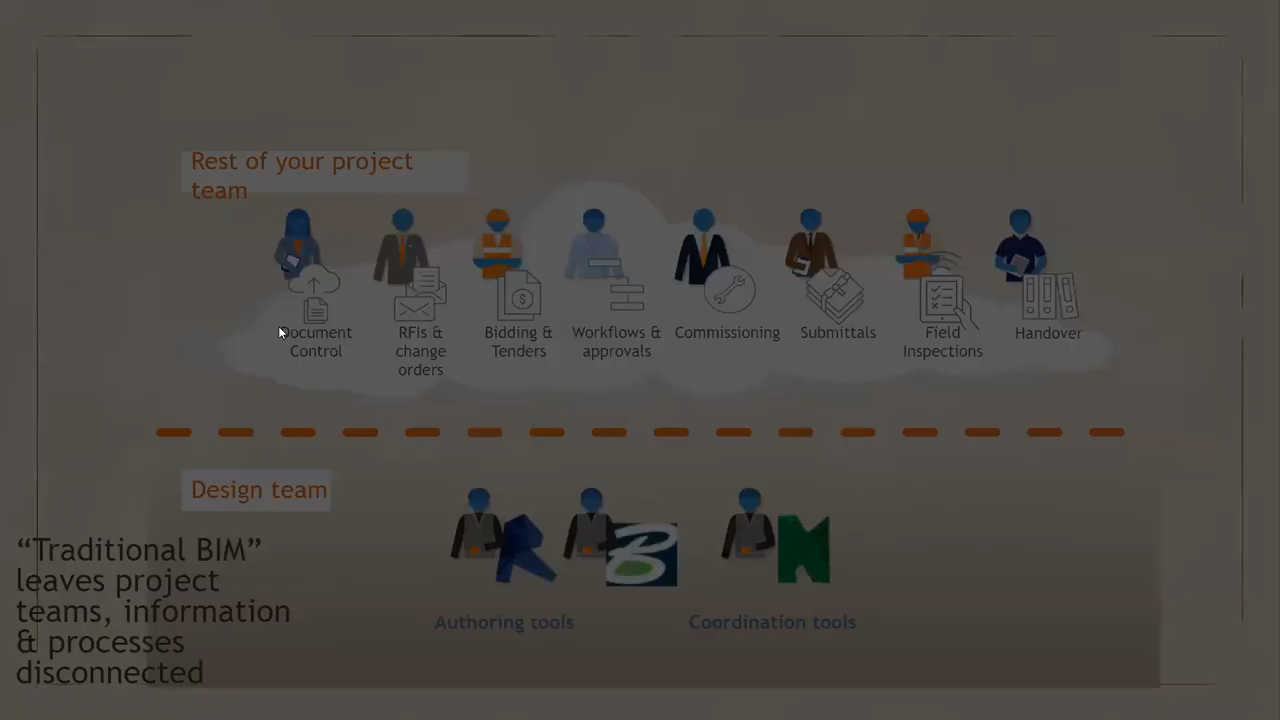 Rest of your project
team
Document
Control
RFIs &
change
orders
Bidding &
Tenders
Workflows &
approvals
Commissioning
Submittals
Field
Inspections
Handover
Design team
Authoring tools
Coordination tools
“Traditional BIM”
leaves project
teams, information
& processes
disconnected